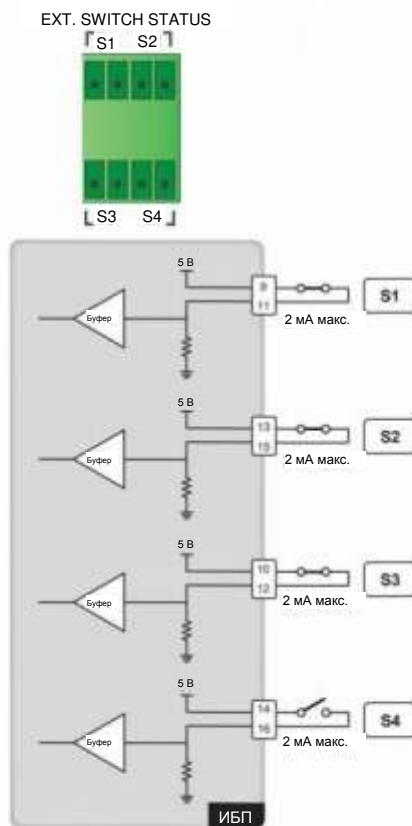 EXT. SWITCH STATUS
S1 S2
S3 S4
5 В
9
S1
11
Буфер
2 мА макс.
5 В
13
S2
15
Буфер
2 мА макс.
5 В
10
S3
12
Буфер
2 мА макс.
5 В
14
S4
16
Буфер
2 мА макс.
ИБП